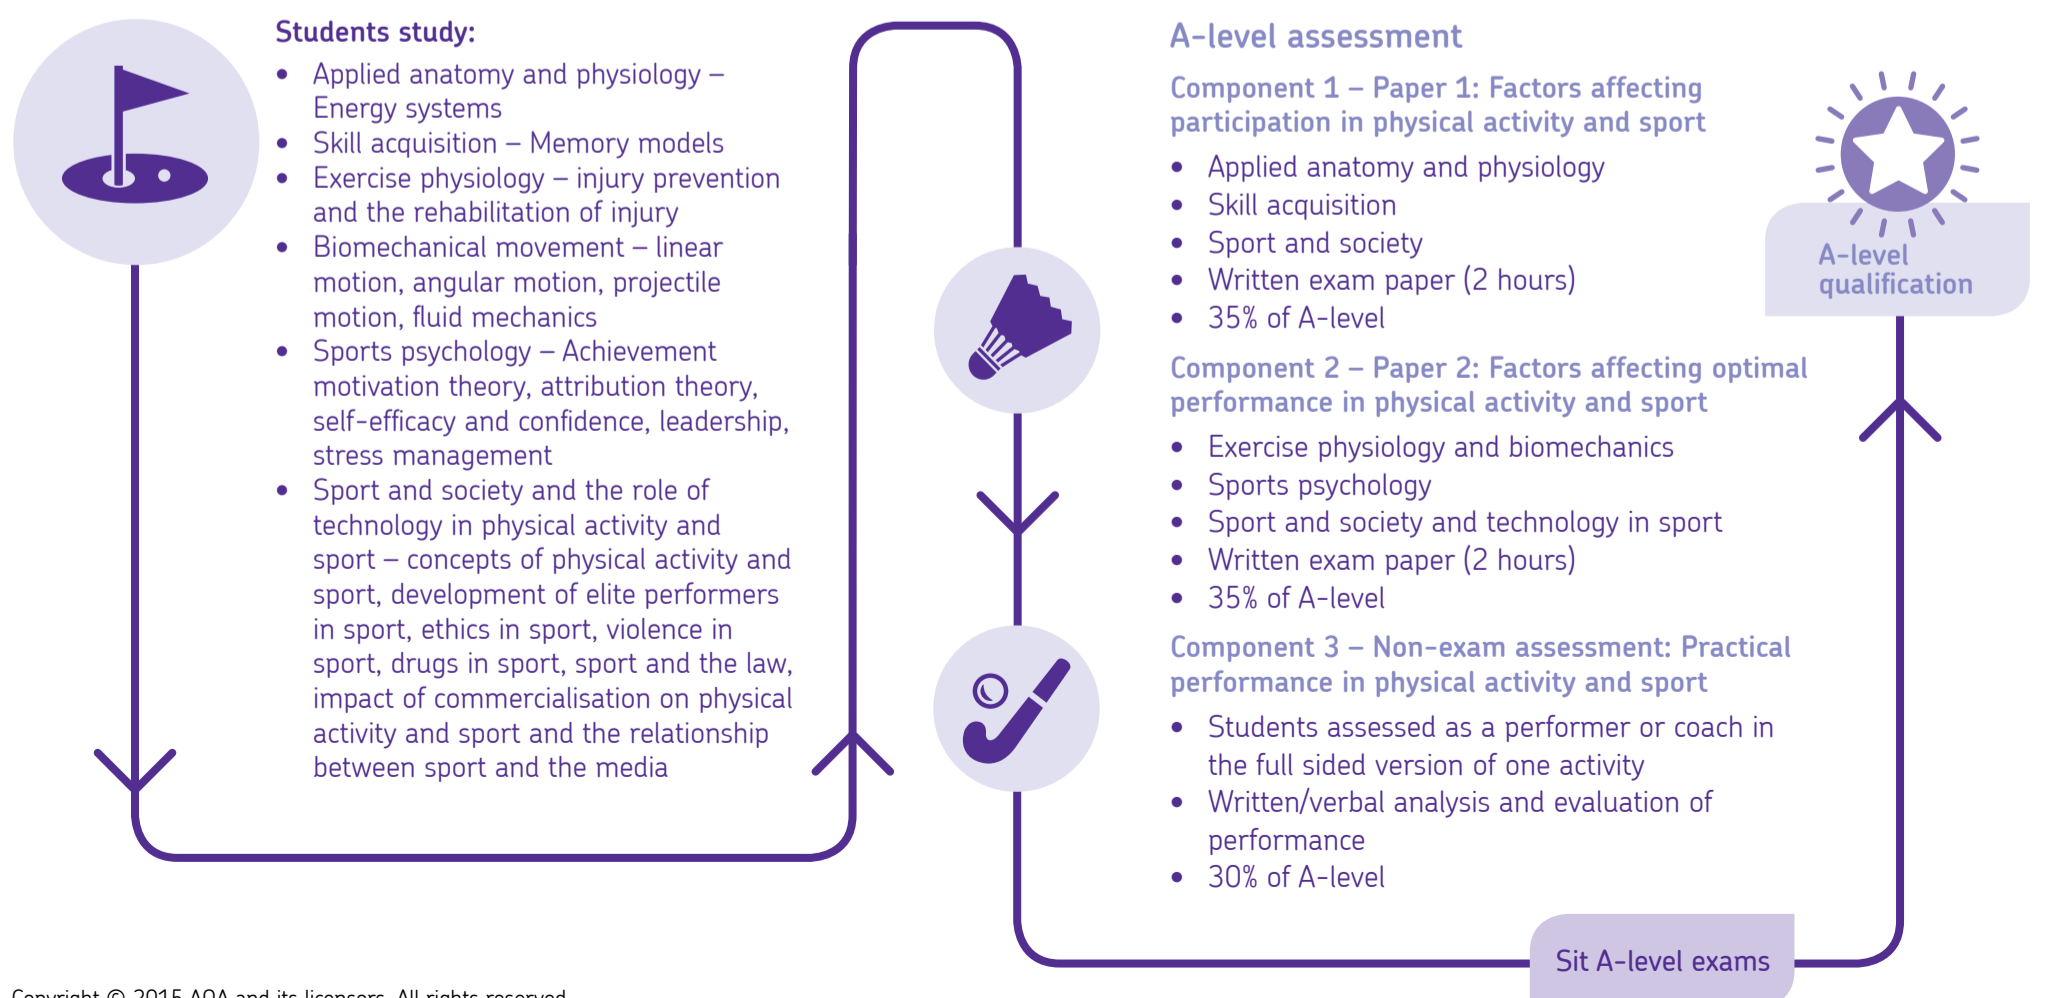 Students study:
• Applied anatomy and physiology –
Energy systems
• Skill acquisition – Memory models
• Exercise physiology – injury prevention
and the rehabilitation of injury
• Biomechanical movement – linear
motion, angular motion, projectile
motion, fluid mechanics
• Sports psychology – Achievement
motivation theory, attribution theory,
self-efficacy and confidence, leadership,
stress management
• Sport and society and the role of
technology in physical activity and
sport – concepts of physical activity and
sport, development of elite performers
in sport, ethics in sport, violence in
sport, drugs in sport, sport and the law,
impact of commercialisation on physical
activity and sport and the relationship
between sport and the media
A-level assessment
Component 1 – Paper 1: Factors affecting
participation in physical activity and sport
• Applied anatomy and physiology
• Skill acquisition
• Sport and society
• Written exam paper (2 hours)
• 35% of A-level
Component 2 – Paper 2: Factors affecting optimal
performance in physical activity and sport
• Exercise physiology and biomechanics
• Sports psychology
• Sport and society and technology in sport
• Written exam paper (2 hours)
• 35% of A-level
Component 3 – Non-exam assessment: Practical
performance in physical activity and sport
• Students assessed as a performer or coach in
the full sided version of one activity
• Written/verbal analysis and evaluation of
performance
• 30% of A-level
Sit A-level exams
A-level
qualification
Copyright © 2015 AQA and its licensors. All rights reserved.